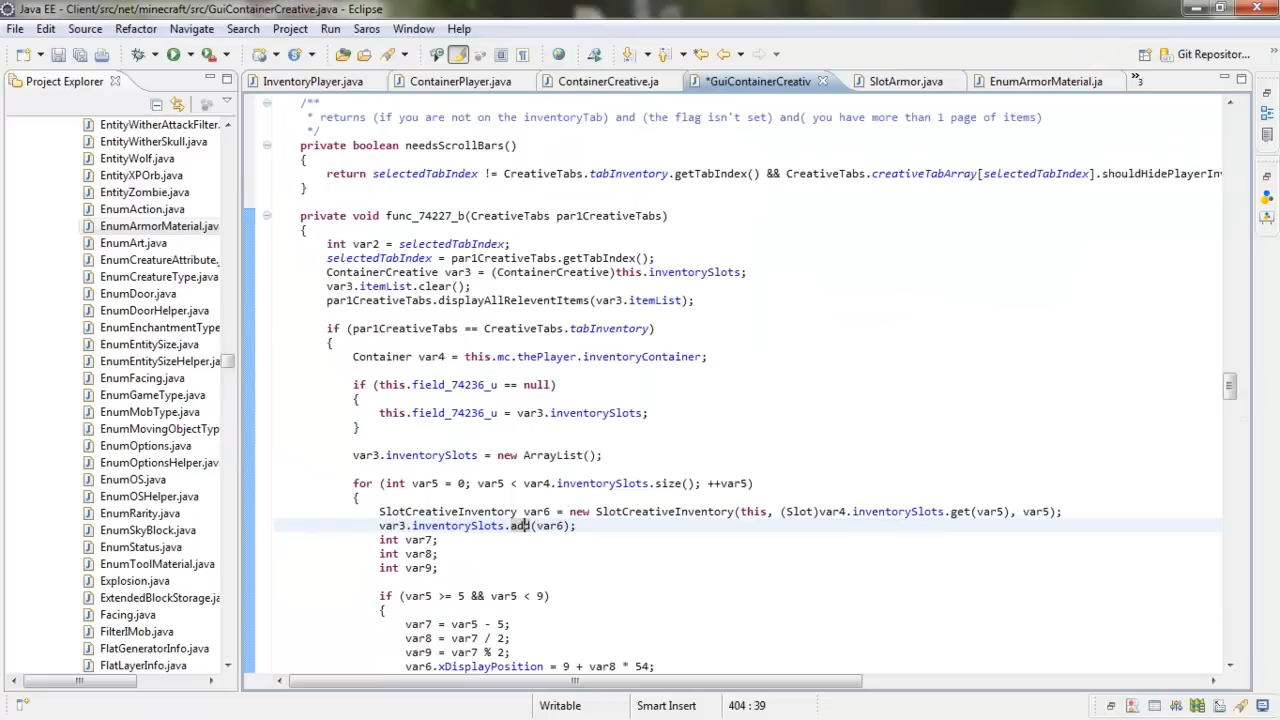 Java EE - Client/src/net/minecraft/src/GuiContainerCreative.java - Eclipse
File Edit Source Refactor Navigate Search Project Run Saros Window Help
Git Repositor...
Project Explorer
InventoryPlayer.java ContainerPlayer.java ContainerCreative.ja *GuiContainerCreativ SlotArmor.java EnumArmorMaterial.ja »3
EntityWitherAttackFilter.
EntityWitherSkull.java
EntityWolf.java
EntityXPOrb.java
EntityZombie.java
EnumAction.java
EnumArmorMaterial.java
EnumArt.java
EnumCreatureAttribute.
EnumCreatureType.java
EnumDoor.java
EnumDoorHelper.java
EnumEnchantmentType
EnumEntitySize.java
EnumEntitySizeHelper.ja
EnumFacing.java
EnumGameType.java
EnumMobType.java
EnumMovingObjectTyp
EnumOptions.java
EnumOptionsHelper.jav
EnumOS.java
EnumOSHelper.java
EnumRarity.java
EnumSkyBlock.java
EnumStatus.java
EnumToolMaterial.java
Explosion.java
ExtendedBlockStorage.ja
Facing.java
FilterIMob.java
FlatGeneratorInfo.java
FlatLayerInfo.java
/**
* returns (if you are not on the inventoryTab) and (the flag isn't set) and( you have more than 1 page of items)
*/
private boolean needsScrollBars()
{
return selectedTabIndex != CreativeTabs.tabInventory.getTabIndex() && CreativeTabs.creativeTabArray[selectedTabIndex].shouldHidePlayerInv
}
private void func_74227_b(CreativeTabs par1CreativeTabs)
{
int var2 = selectedTabIndex;
selectedTabIndex = par1CreativeTabs.getTabIndex();
ContainerCreative var3 = (ContainerCreative)this.inventorySlots;
var3.itemList.clear();
par1CreativeTabs.displayAllReleventItems(var3.itemList);
if (par1CreativeTabs == CreativeTabs.tabInventory)
{
Container var4 = this.mc.thePlayer.inventoryContainer;
if (this.field_74236_u == null)
{
this.field_74236_u = var3.inventorySlots;
}
var3.inventorySlots = new ArrayList();
for (int var5 = 0; var5 < var4.inventorySlots.size(); ++var5)
{
SlotCreativeInventory var6 = new SlotCreativeInventory(this, (Slot)var4.inventorySlots.get(var5), var5);
var3.inventorySlots.add(var6);
int var7;
int var8;
int var9;
if (var5 >= 5 && var5 < 9)
{
var7 = var5 - 5;
var8 = var7 / 2;
var9 = var7 % 2;
var6.xDisplayPosition = 9 + var8 * 54;
Writable Smart Insert 404 : 39